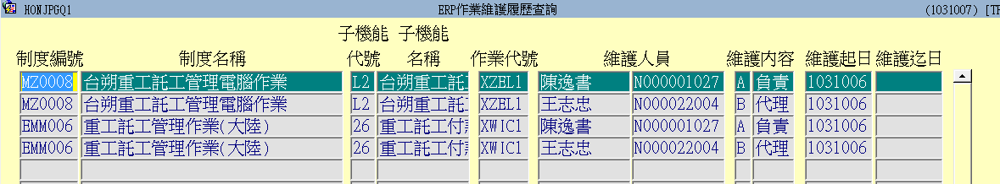 HONJPGQ1 ERP作業維護履歷查詢 (1031007) [TF
子機能 子機能
制度編號 制度名稱 代號 名稱 作業代號 維護人員 維護內容 維護起日 維護迄日
MZ0008 台朔重工託工管理電腦作業 L2 台朔重工託工 XZEL1 陳逸書 N000001027 A 負責 1031006
MZ0008 台朔重工託工管理電腦作業 L2 台朔重工託工 XZEL1 王志忠 N000022004 B 代理 1031006
EMM006 重工託工管理作業(大陸) 26 重工託工付 XWIC1 陳逸書 N000001027 A 負責 1031006
EMM006 重工託工管理作業(大陸) 26 重工託工付 XWIC1 王志忠 N000022004 B 代理 1031006